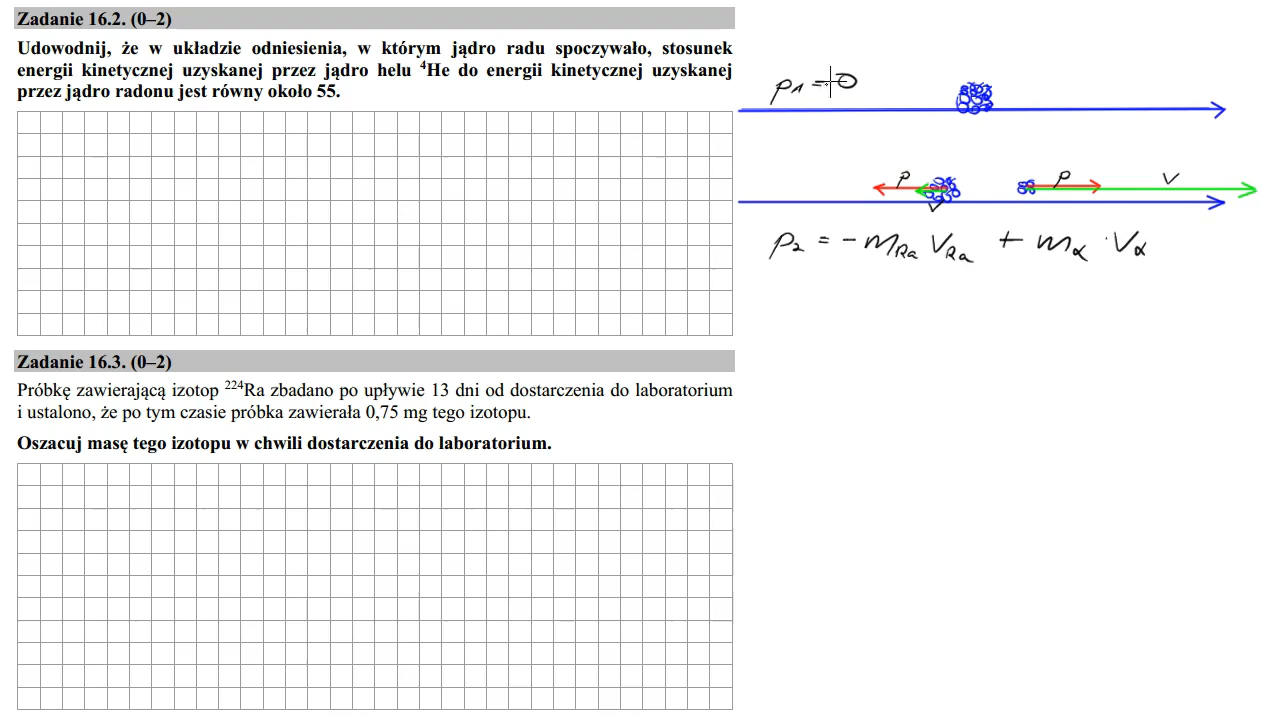 Zadanie 16.2. (0–2)
Udowodnij, że w układzie odniesienia, w którym jądro radu spoczywało, stosunek
energii kinetycznej uzyskanej przez jądro helu ⁴He do energii kinetycznej uzyskanej
przez jądro radonu jest równy około 55.
p₁ = 0
p p v
v
p₂ = - m_Ra v_Ra + m_α · v_α
Zadanie 16.3. (0–2)
Próbkę zawierającą izotop ²²⁴Ra zbadano po upływie 13 dni od dostarczenia do laboratorium
i ustalono, że po tym czasie próbka zawierała 0,75 mg tego izotopu.
Oszacuj masę tego izotopu w chwili dostarczenia do laboratorium.